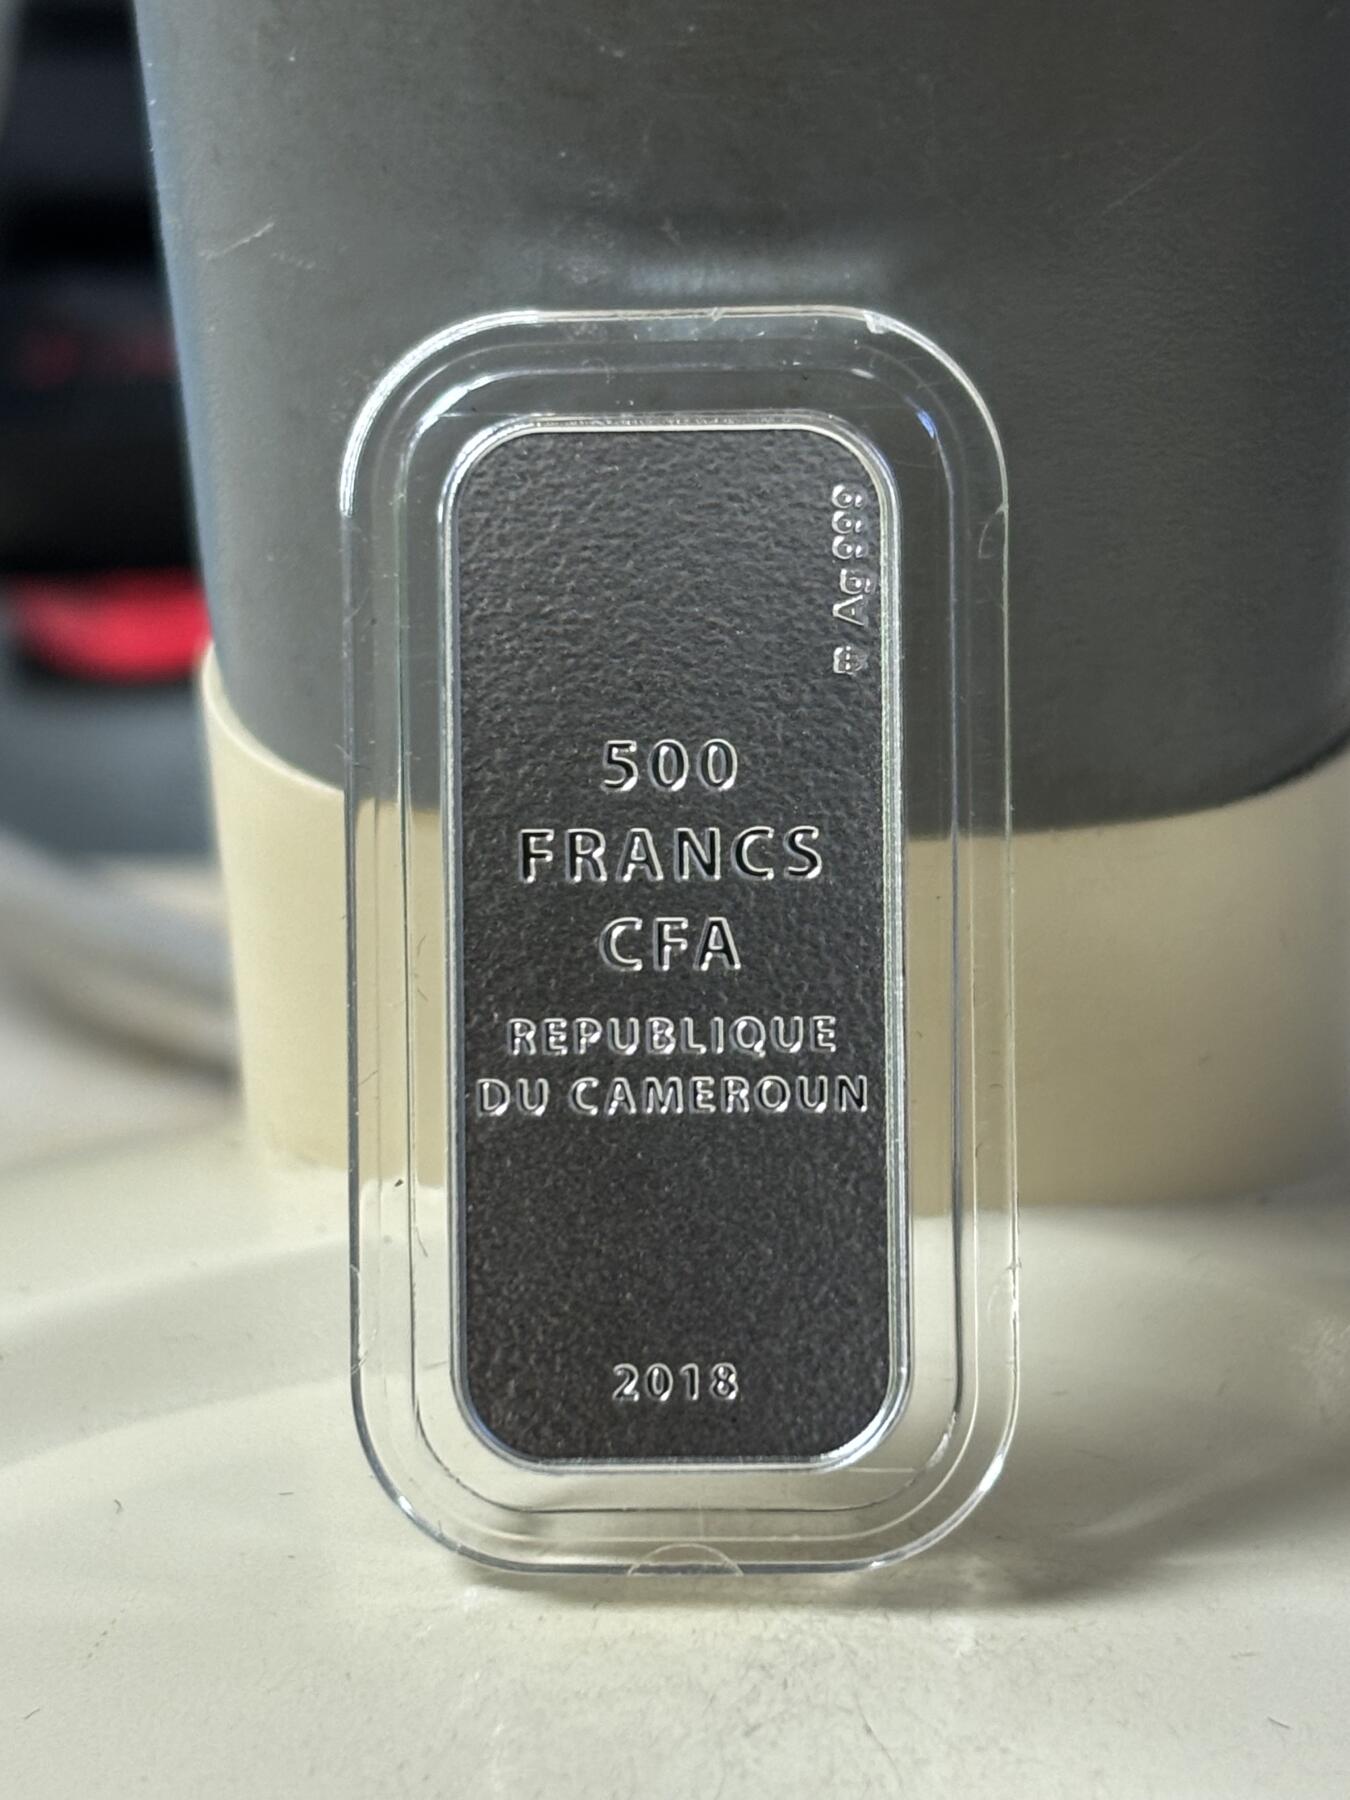 Ag 999
500
FRANCS
CFA
REPUBLIQUE
DU CAMEROUN
2018